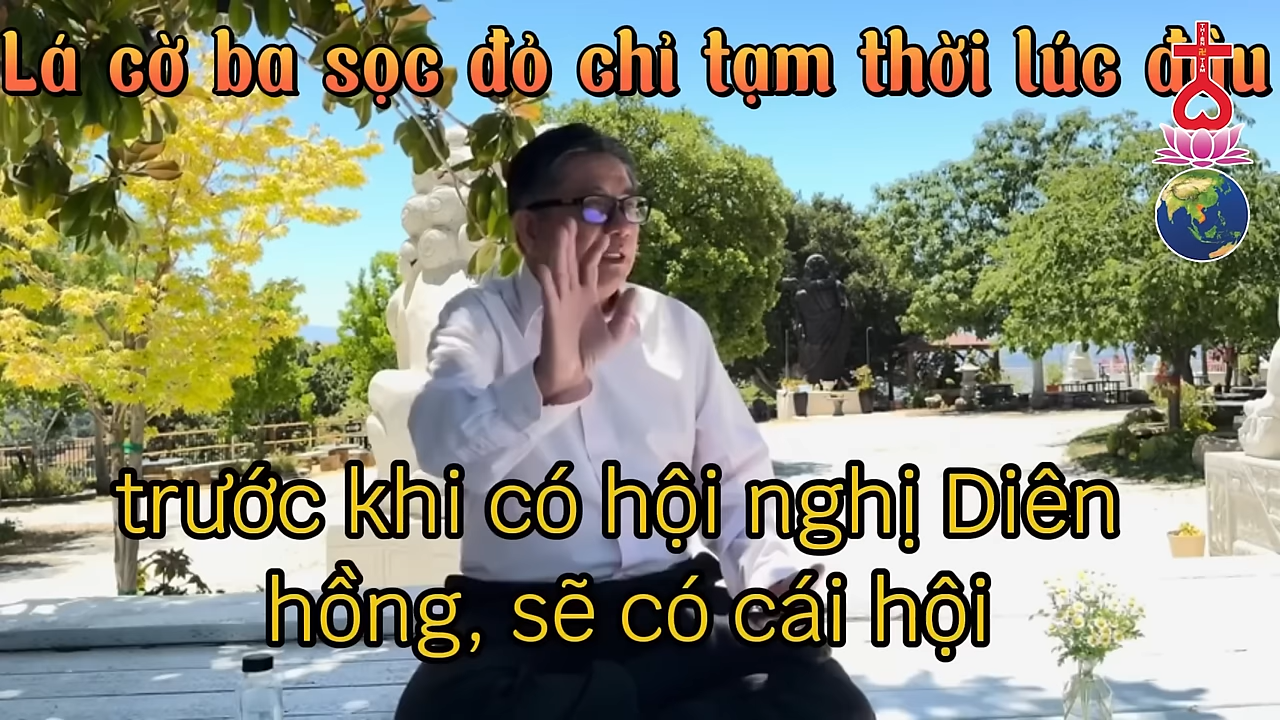 Lá cờ ba sọc đỏ chỉ tạm thời lúc đầu
trước khi có hội nghị Diên
hồng, sẽ có cái hội